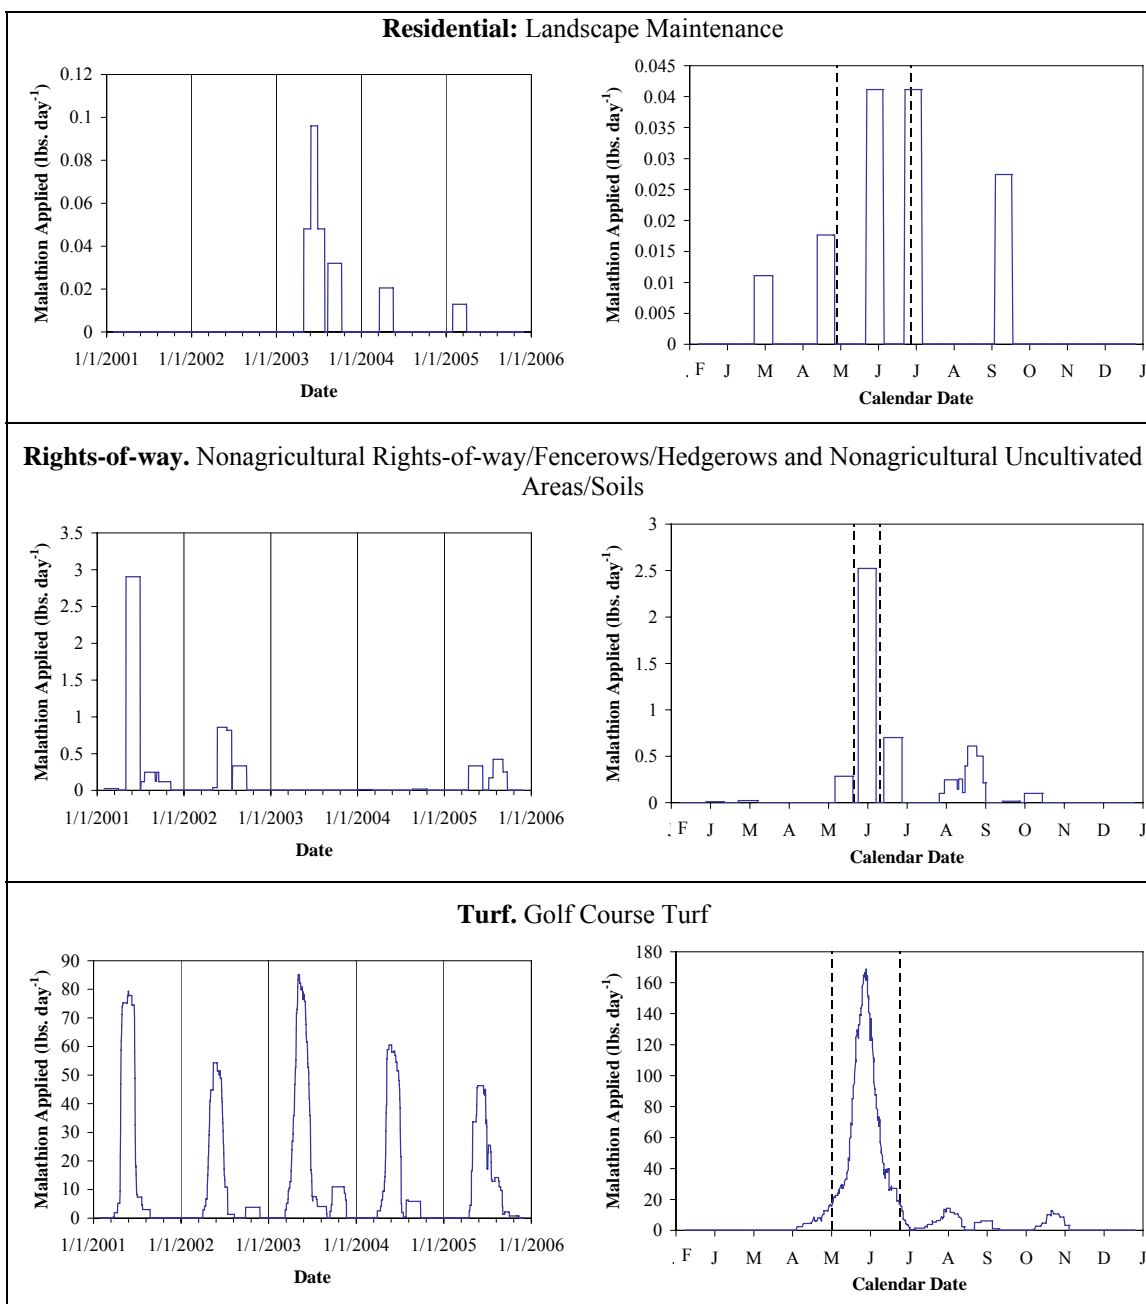 Residential: Landscape Maintenance
Malathion Applied (lbs. day-1)
0.12
0.1
0.08
0.06
0.04
0.02
0
1/1/2001 1/1/2002 1/1/2003 1/1/2004 1/1/2005 1/1/2006
Date
Malathion Applied (lbs. day-1)
0.045
0.04
0.035
0.03
0.025
0.02
0.015
0.01
0.005
0
. F J M A M J J A S O N D J
Calendar Date
Rights-of-way. Nonagricultural Rights-of-way/Fencerows/Hedgerows and Nonagricultural Uncultivated
Areas/Soils
Malathion Applied (lbs. day-1)
3.5
3
2.5
2
1.5
1
0.5
0
1/1/2001 1/1/2002 1/1/2003 1/1/2004 1/1/2005 1/1/2006
Date
Malathion Applied (lbs. day-1)
3
2.5
2
1.5
1
0.5
0
. F J M A M J J A S O N D J
Calendar Date
Turf. Golf Course Turf
Malathion Applied (lbs. day-1)
90
80
70
60
50
40
30
20
10
0
1/1/2001 1/1/2002 1/1/2003 1/1/2004 1/1/2005 1/1/2006
Date
Malathion Applied (lbs. day-1)
180
160
140
120
100
80
60
40
20
0
. F J M A M J J A S O N D J
Calendar Date